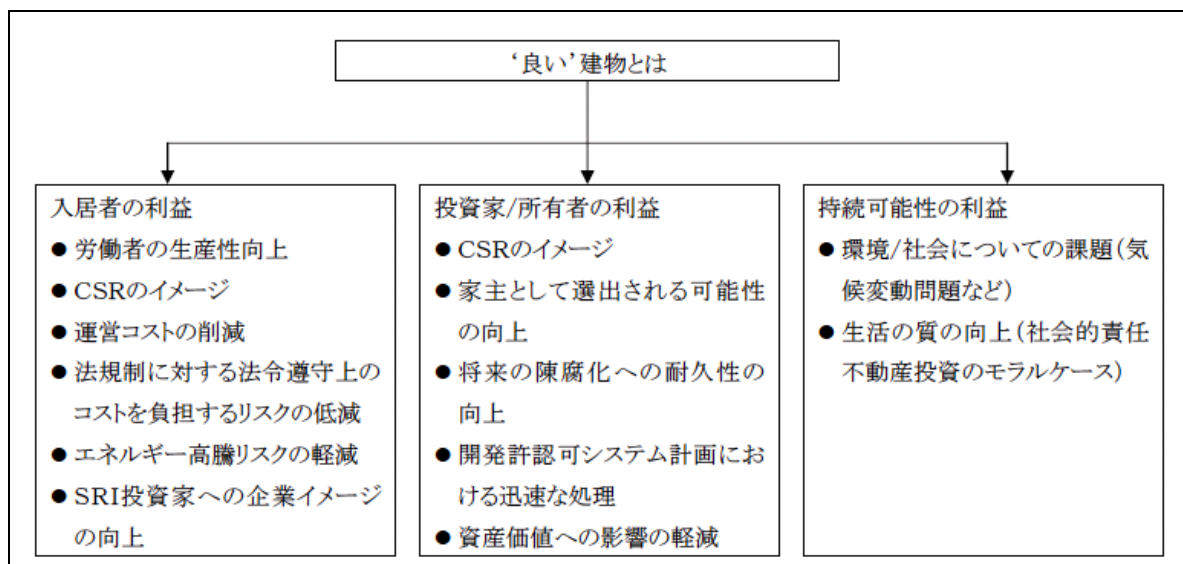 ‘良い’建物とは
入居者の利益
● 労働者の生産性向上
● CSRのイメージ
● 運営コストの削減
● 法規制に対する法令遵守上の
コストを負担するリスクの低減
● エネルギー高騰リスクの軽減
● SRI投資家への企業イメージ
の向上
投資家/所有者の利益
● CSRのイメージ
● 家主として選出される可能性
の向上
● 将来の陳腐化への耐久性の
向上
● 開発許認可システム計画にお
ける迅速な処理
● 資産価値への影響の軽減
持続可能性の利益
● 環境/社会についての課題(気
候変動問題など)
● 生活の質の向上(社会的責任
不動産投資のモラルケース)